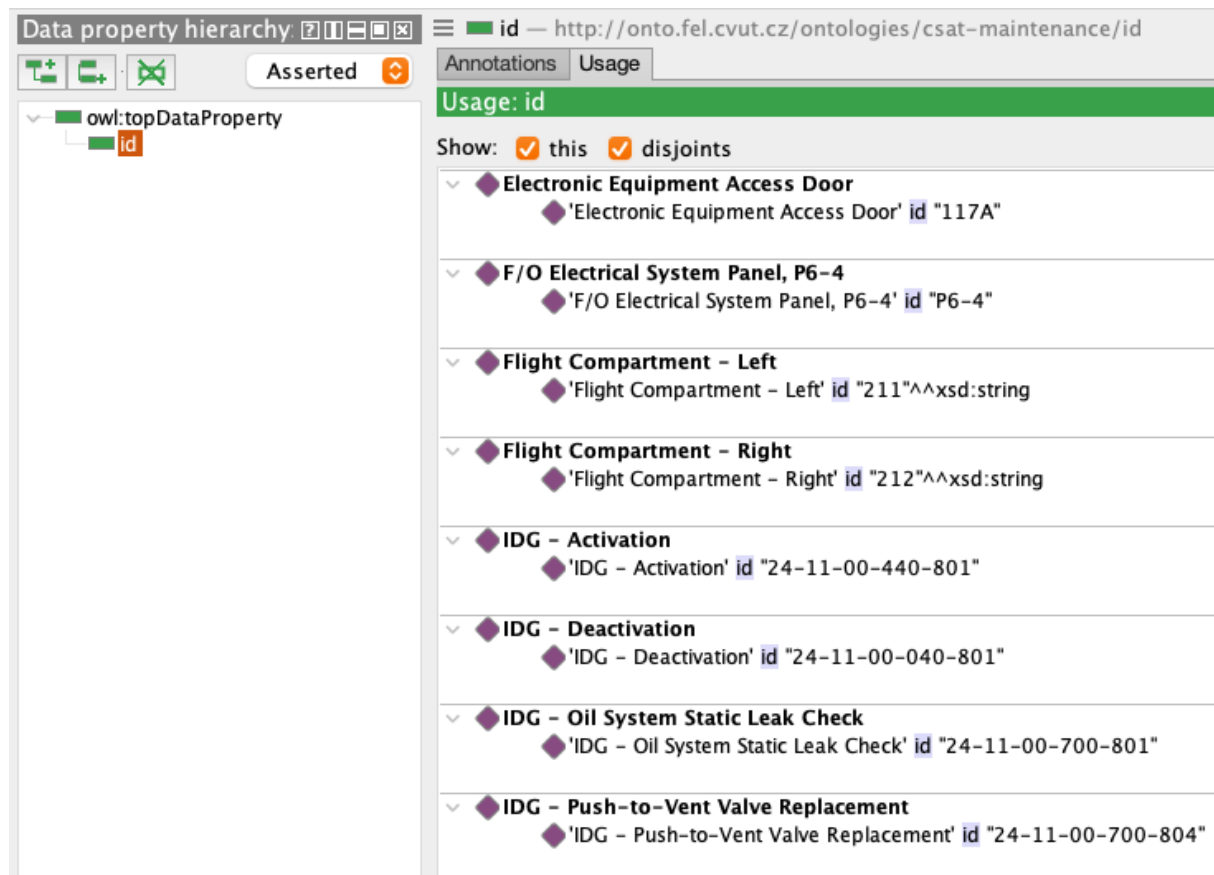 Data property hierarchy:
Asserted
owl:topDataProperty
id
id — http://onto.fel.cvut.cz/ontologies/csat-maintenance/id
Annotations Usage
Usage: id
Show: this disjoints
Electronic Equipment Access Door
'Electronic Equipment Access Door' id "117A"
F/O Electrical System Panel, P6-4
'F/O Electrical System Panel, P6-4' id "P6-4"
Flight Compartment - Left
'Flight Compartment - Left' id "211"^^xsd:string
Flight Compartment - Right
'Flight Compartment - Right' id "212"^^xsd:string
IDG - Activation
'IDG - Activation' id "24-11-00-440-801"
IDG - Deactivation
'IDG - Deactivation' id "24-11-00-040-801"
IDG - Oil System Static Leak Check
'IDG - Oil System Static Leak Check' id "24-11-00-700-801"
IDG - Push-to-Vent Valve Replacement
'IDG - Push-to-Vent Valve Replacement' id "24-11-00-700-804"